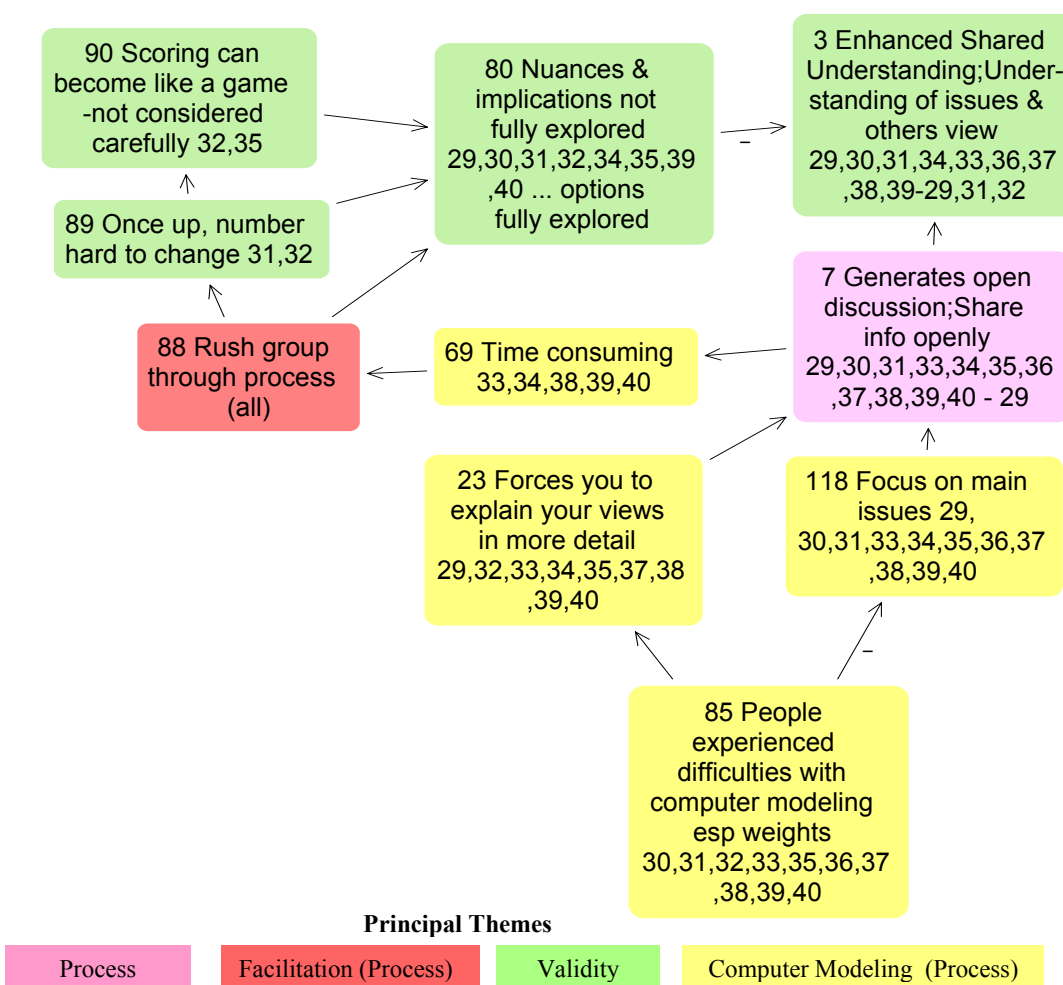 90 Scoring can
become like a game
-not considered
carefully 32,35
80 Nuances &
implications not
fully explored
29,30,31,32,34,35,39
,40 ... options
fully explored
3 Enhanced Shared
Understanding;Under-
standing of issues &
others view
29,30,31,34,33,36,37
,38,39-29,31,32
–
89 Once up, number
hard to change 31,32
7 Generates open
discussion;Share
info openly
29,30,31,33,34,35,36
,37,38,39,40 - 29
88 Rush group
through process
(all)
69 Time consuming
33,34,38,39,40
23 Forces you to
explain your views
in more detail
29,32,33,34,35,37,38
,39,40
118 Focus on main
issues 29,
30,31,33,34,35,36,37
,38,39,40
–
85 People
experienced
difficulties with
computer modeling
esp weights
30,31,32,33,35,36,37
,38,39,40
Principal Themes
Process
Facilitation (Process)
Validity
Computer Modeling (Process)